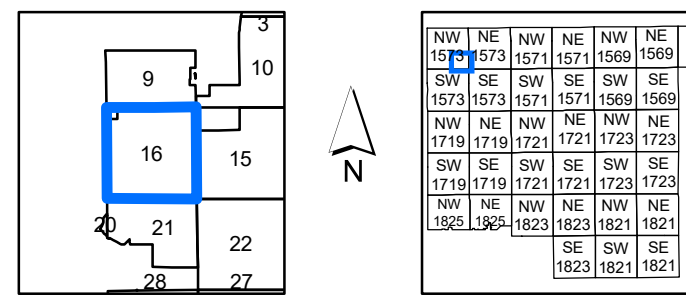 3
10
9
16
15
20
21
22
28
27
N
NW NE NW NE NW NE
1573 1573 1571 1571 1569 1569
SW SE SW SE SW SE
1573 1573 1571 1571 1569 1569
NW NE NW NE NW NE
1719 1719 1721 1721 1723 1723
SW SE SW SE SW SE
1719 1719 1721 1721 1723 1723
NW NE NW NE NW NE
1825 1825 1823 1823 1821 1821
SE SW SE
1823 1821 1821